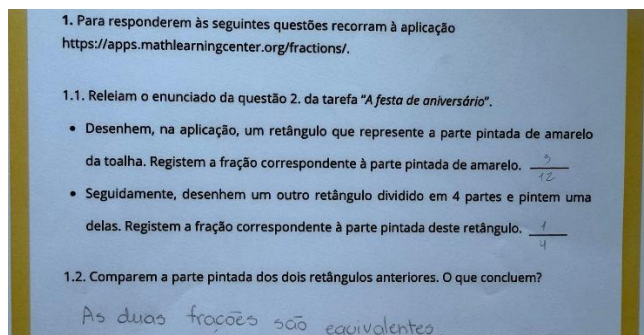 1. Para responderem às seguintes questões recorram à aplicação
https://apps.mathlearningcenter.org/fractions/.
1.1. Releiam o enunciado da questão 2. da tarefa "A festa de aniversário".
• Desenhem, na aplicação, um retângulo que represente a parte pintada de amarelo
da toalha. Registem a fração correspondente à parte pintada de amarelo. /12
• Seguidamente, desenhem um outro retângulo dividido em 4 partes e pintem uma
delas. Registem a fração correspondente à parte pintada deste retângulo. 1/4
1.2. Comparem a parte pintada dos dois retângulos anteriores. O que concluem?
As duas frações são equivalentes